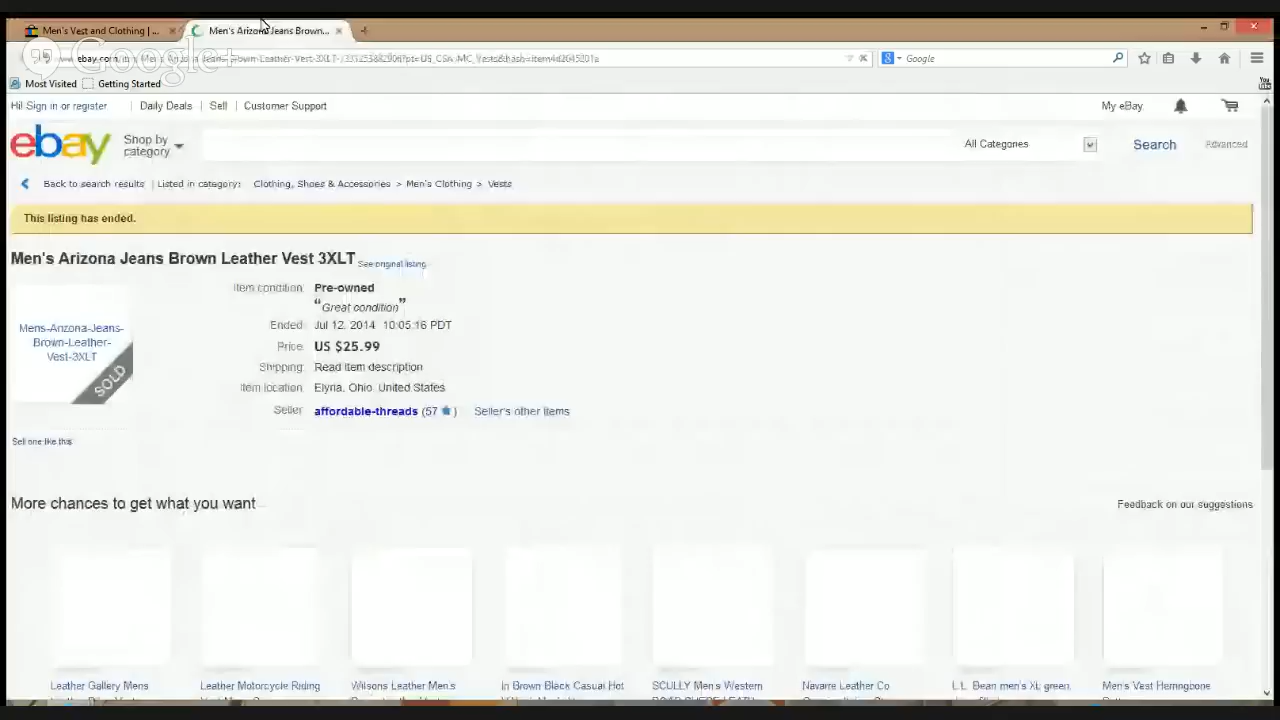 Men's Vest and Clothing | ...
Men's Arizona Jeans Brown...
Google+
Google
Most Visited
Getting Started
Hi! Sign in or register
Daily Deals
Sell
Customer Support
My eBay
ebay
Shop by
category
All Categories
Search
Advanced
Back to search results | Listed in category: Clothing, Shoes & Accessories > Men's Clothing > Vests
This listing has ended.
Men's Arizona Jeans Brown Leather Vest 3XLT See original listing
Item condition: Pre-owned
"Great condition"
Ended: Jul 12, 2014 10:05:16 PDT
Price: US $25.99
Shipping: Read item description
Item location: Elyria, Ohio, United States
Seller: affordable-threads (57) Seller's other items
Mens-Arizona-Jeans-
Brown-Leather-
Vest-3XLT
SOLD
Sell one like this
More chances to get what you want
Feedback on our suggestions
Leather Gallery Mens
Leather Motorcycle Riding
Wilsons Leather Men's
In Brown Black Casual Hot
SCULLY Men's Western
Navarre Leather Co
L.L. Bean men's XL green
Men's Vest Herringbone